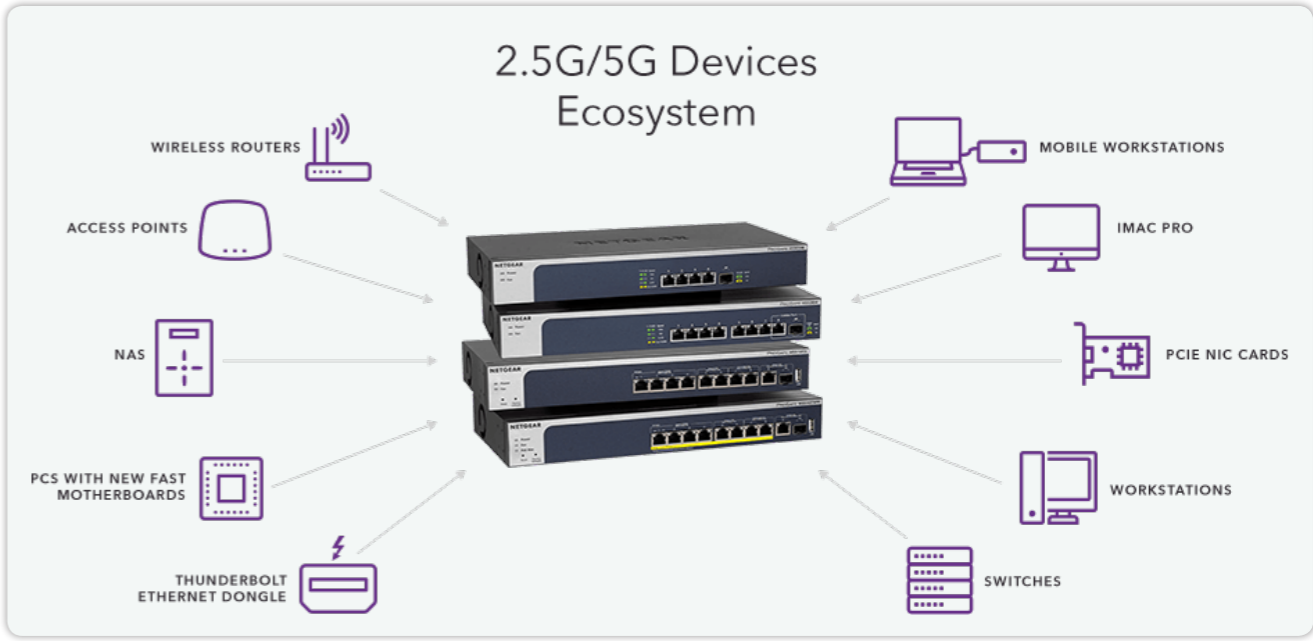 2.5G/5G Devices
Ecosystem
WIRELESS ROUTERS
ACCESS POINTS
NAS
PCS WITH NEW FAST
MOTHERBOARDS
THUNDERBOLT
ETHERNET DONGLE
MOBILE WORKSTATIONS
IMAC PRO
PCIE NIC CARDS
WORKSTATIONS
SWITCHES
NETGEAR
NETGEAR
NETGEAR
NETGEAR
NETGEAR